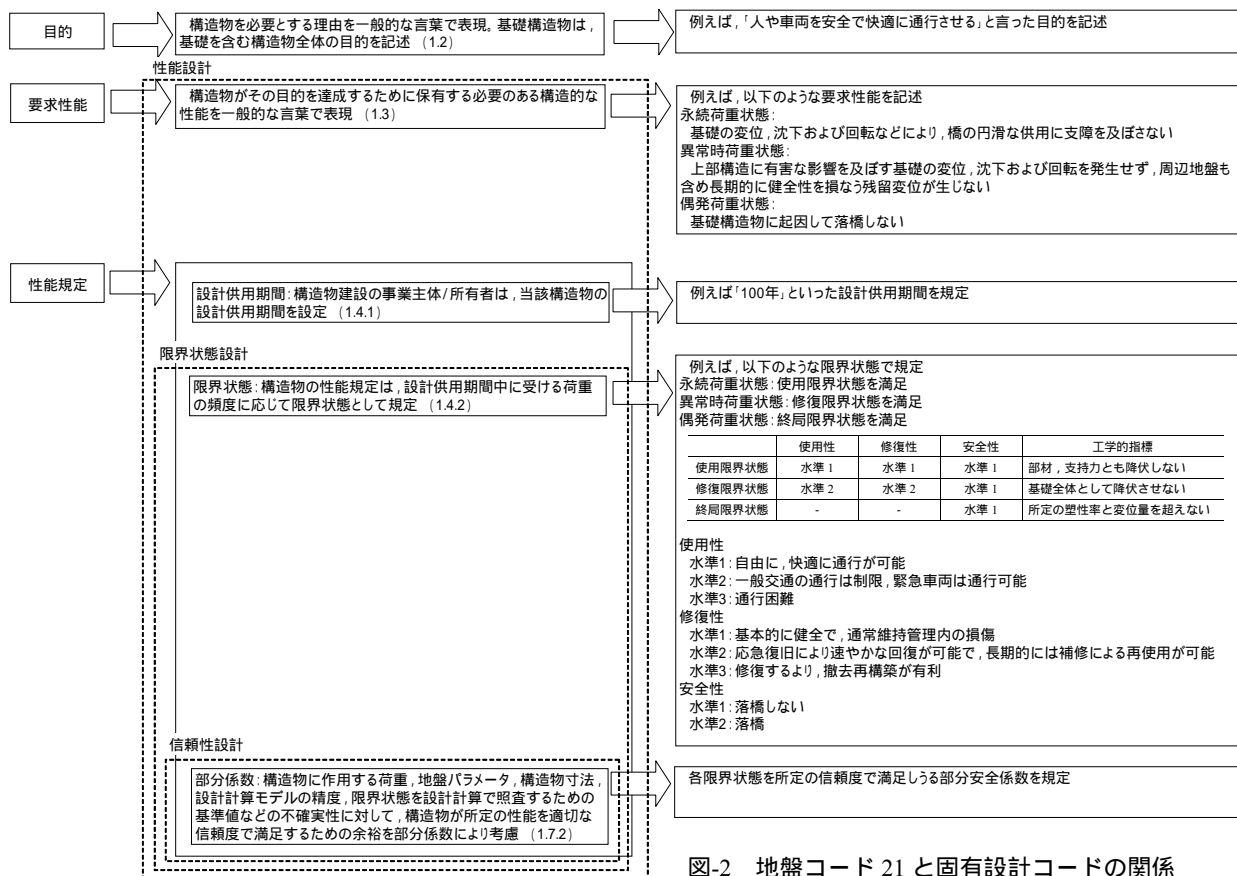 目的
構造物を必要とする理由を一般的な言葉で表現。基礎構造物は,
基礎を含む構造物全体の目的を記述 (1.2)
例えば,「人や車両を安全で快適に通行させる」と言った目的を記述
性能設計
要求性能
構造物がその目的を達成するために保有する必要のある構造的な
性能を一般的な言葉で表現 (1.3)
例えば,以下のような要求性能を記述
永続荷重状態:
基礎の変位,沈下および回転などにより,橋の円滑な供用に支障を及ぼさない
異常時荷重状態:
上部構造に有害な影響を及ぼす基礎の変位,沈下および回転を発生せず,周辺地盤も
含め長期的に健全性を損なう残留変位が生じない
偶発荷重状態:
基礎構造物に起因して落橋しない
性能規定
設計供用期間:構造物建設の事業主体/所有者は,当該構造物の
設計供用期間を設定 (1.4.1)
例えば「100年」といった設計供用期間を規定
限界状態設計
限界状態:構造物の性能規定は,設計供用期間中に受ける荷重
の頻度に応じて限界状態として規定 (1.4.2)
例えば,以下のような限界状態で規定
永続荷重状態:使用限界状態を満足
異常時荷重状態:修復限界状態を満足
偶発荷重状態:終局限界状態を満足
使用性 修復性 安全性 工学的指標
使用限界状態 水準 1 水準 1 水準 1 部材,支持力とも降伏しない
修復限界状態 水準 2 水準 2 水準 1 基礎全体として降伏させない
終局限界状態 - - 水準 1 所定の塑性率と変位量を超えない
使用性
水準1:自由に,快適に通行が可能
水準2:一般交通の通行は制限,緊急車両は通行可能
水準3:通行困難
修復性
水準1:基本的に健全で,通常維持管理内の損傷
水準2:応急復旧により速やかな回復が可能で,長期的には補修による再使用が可能
水準3:修復するより,撤去再構築が有利
安全性
水準1:落橋しない
水準2:落橋
信頼性設計
部分係数:構造物に作用する荷重,地盤パラメータ,構造物寸法,
設計計算モデルの精度,限界状態を設計計算で照査するための
基準値などの不確実性に対して,構造物が所定の性能を適切な
信頼度で満足するための余裕を部分係数により考慮 (1.7.2)
各限界状態を所定の信頼度で満足しうる部分安全係数を規定
図-2 地盤コード 21 と固有設計コードの関係